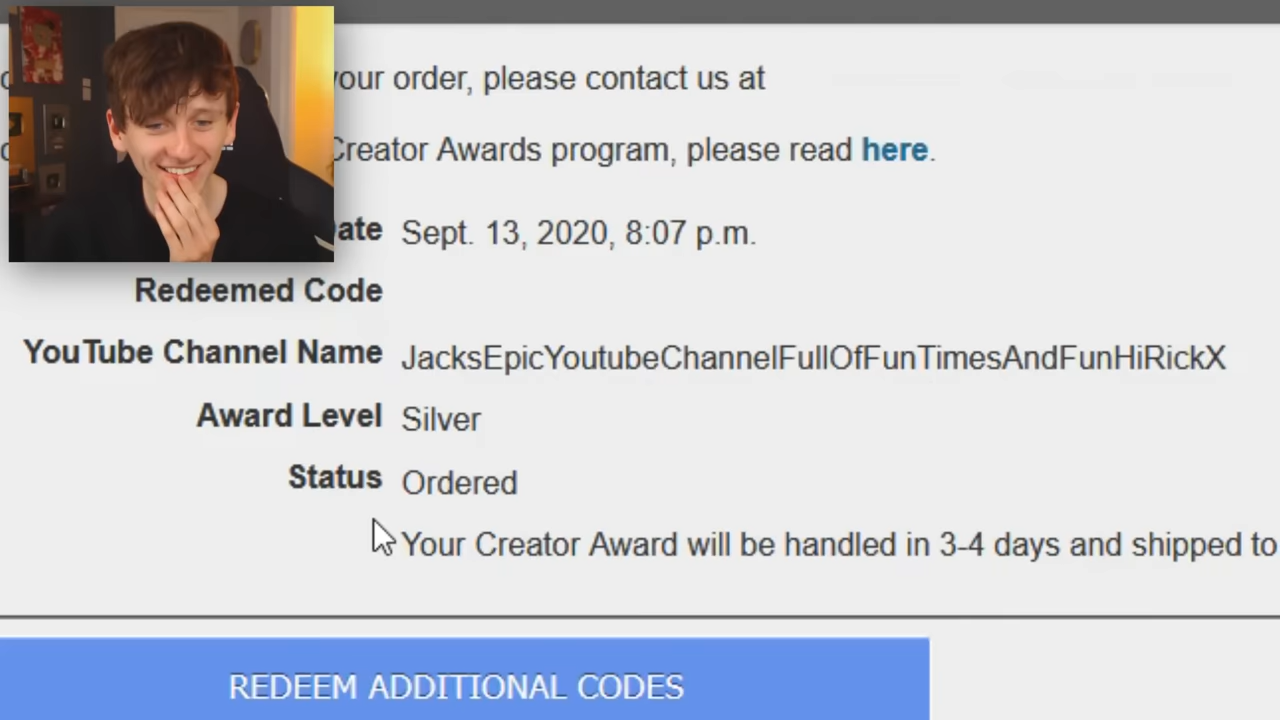 your order, please contact us at
Creator Awards program, please read here.
ate Sept. 13, 2020, 8:07 p.m.
Redeemed Code
YouTube Channel Name JacksEpicYoutubeChannelFullOfFunTimesAndFunHiRickX
Award Level Silver
Status Ordered
Your Creator Award will be handled in 3-4 days and shipped to
REDEEM ADDITIONAL CODES